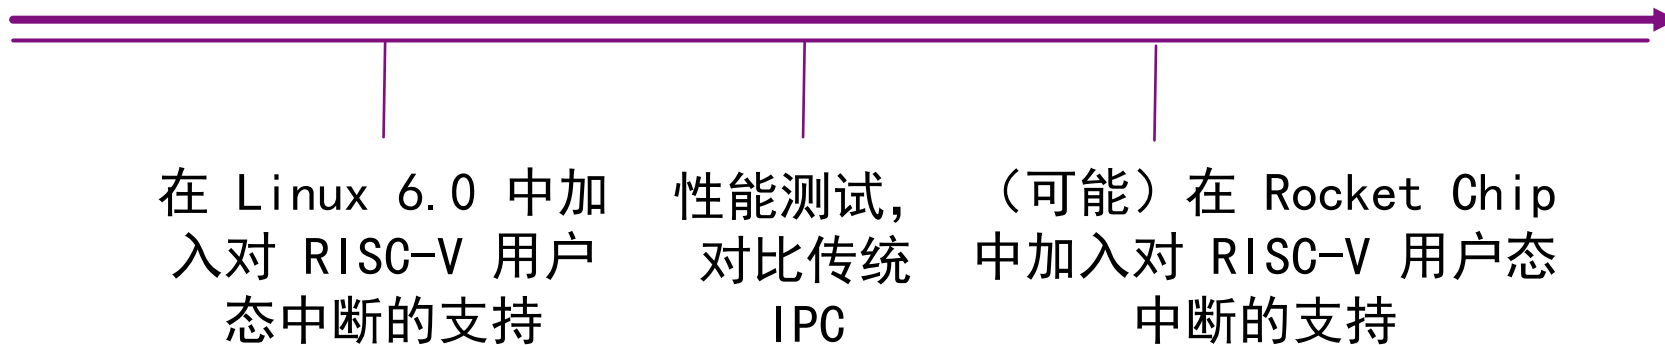 在 Linux 6.0 中加
入对 RISC-V 用户
态中断的支持
性能测试,
对比传统
IPC
（可能）在 Rocket Chip
中加入对 RISC-V 用户态
中断的支持